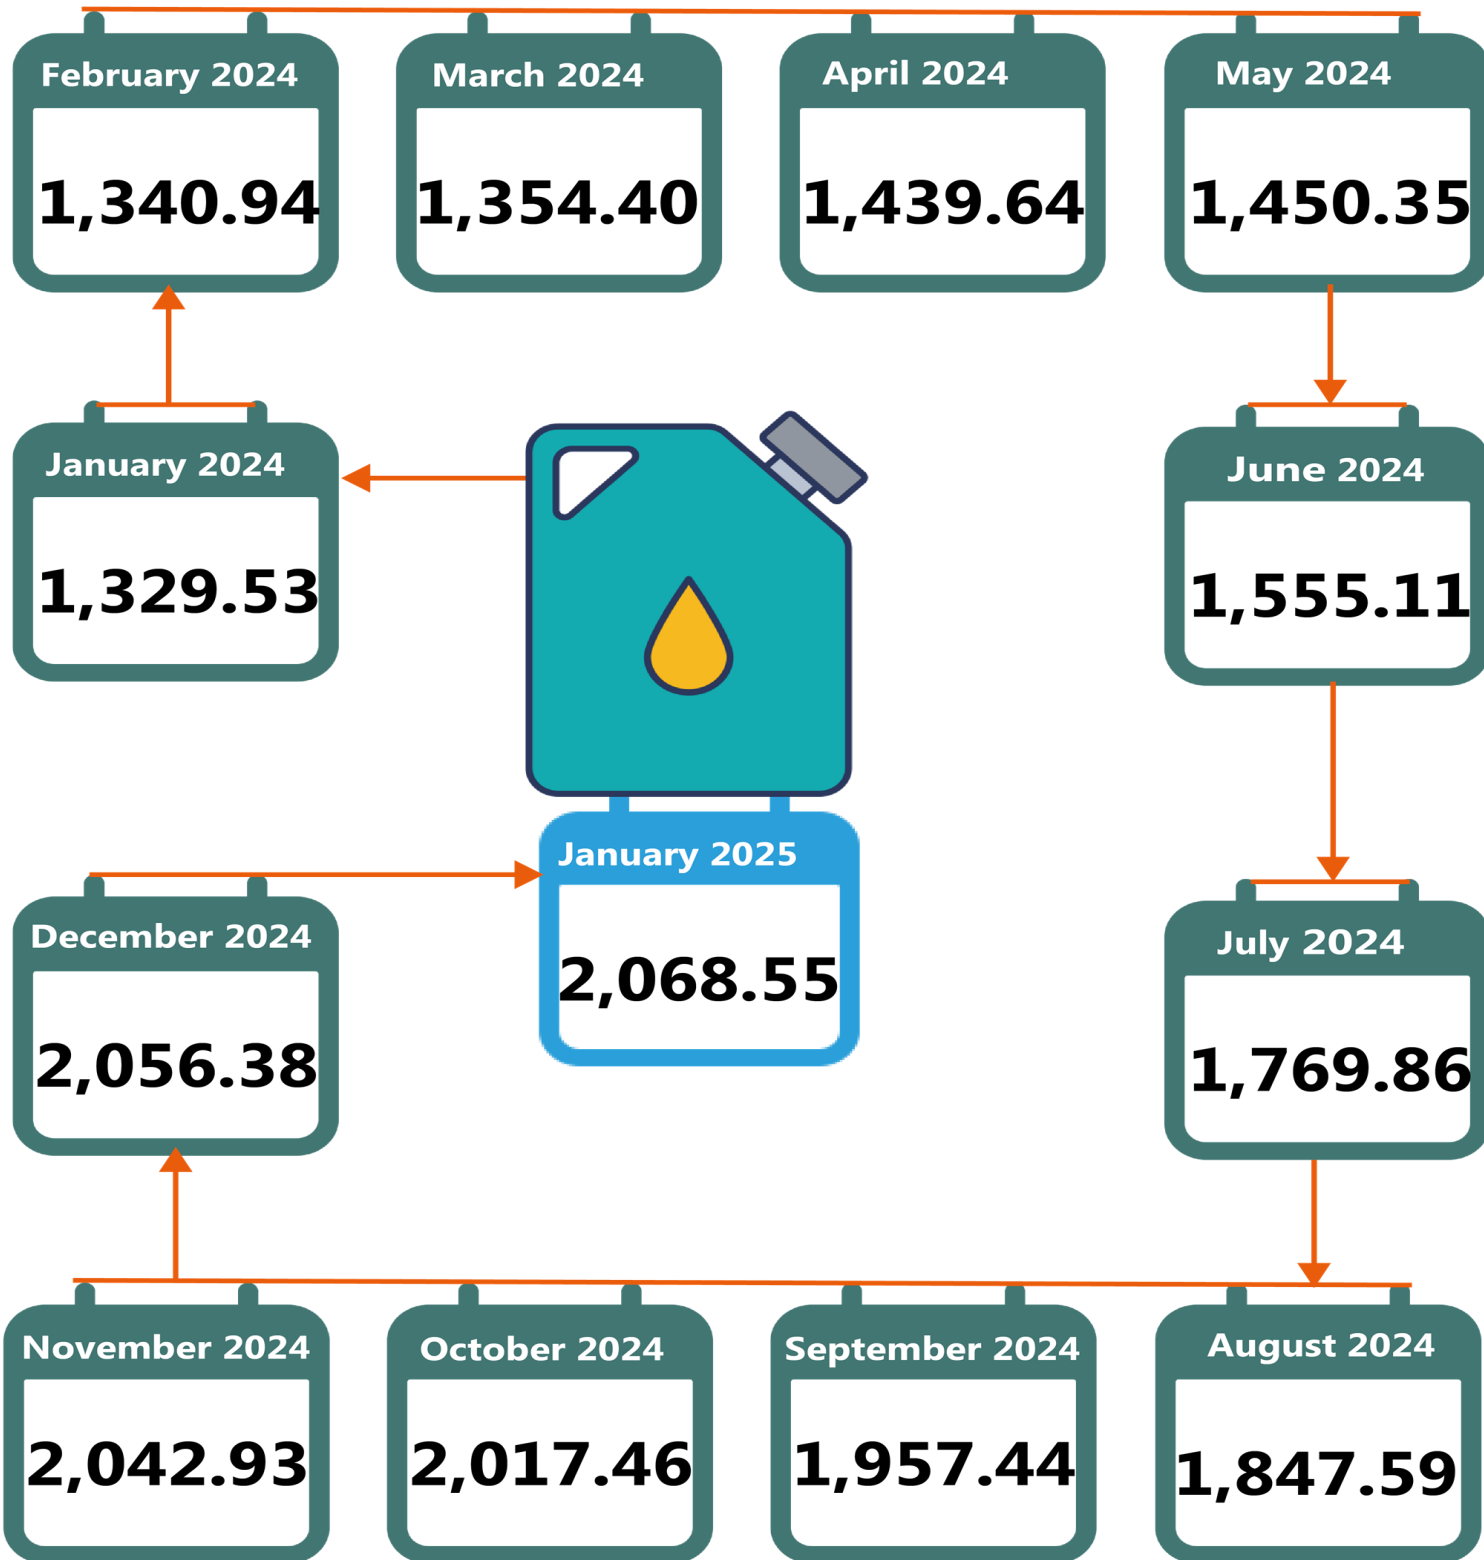 February 2024
1,340.94
March 2024
1,354.40
April 2024
1,439.64
May 2024
1,450.35
January 2024
1,329.53
June 2024
1,555.11
January 2025
2,068.55
December 2024
2,056.38
July 2024
1,769.86
November 2024
2,042.93
October 2024
2,017.46
September 2024
1,957.44
August 2024
1,847.59